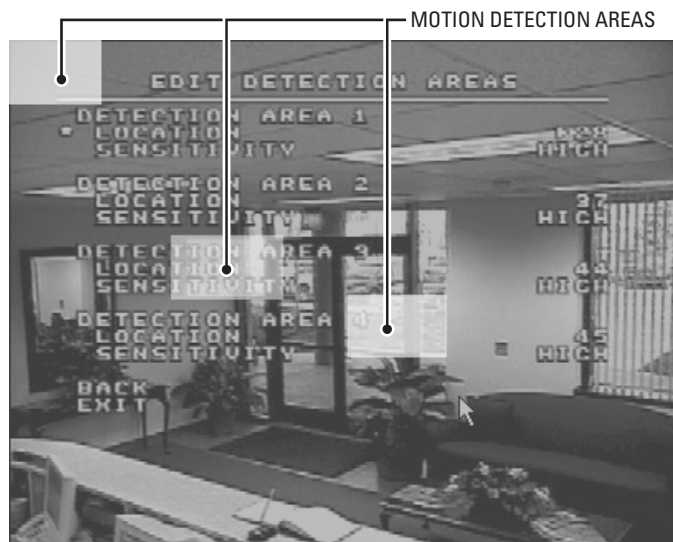 MOTION DETECTION AREAS
EDIT DETECTION AREAS
DETECTION AREA 1
* LOCATION
SENSITIVITY HIGH
DETECTION AREA 2
LOCATION 37
SENSITIVITY HIGH
DETECTION AREA 3
LOCATION 44
SENSITIVITY HIGH
DETECTION AREA 4
LOCATION 45
SENSITIVITY HIGH
BACK
EXIT